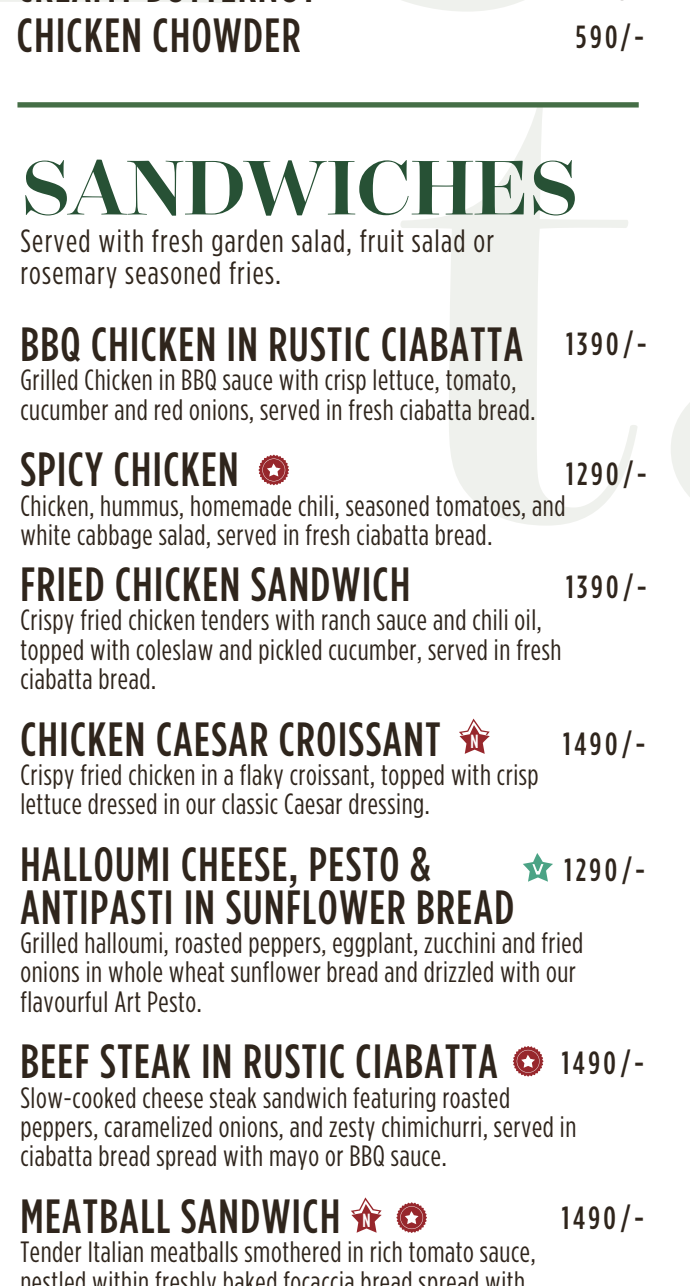 CHICKEN CHOWDER 590/-
SANDWICHES
Served with fresh garden salad, fruit salad or
rosemary seasoned fries.
BBQ CHICKEN IN RUSTIC CIABATTA 1390/-
Grilled Chicken in BBQ sauce with crisp lettuce, tomato,
cucumber and red onions, served in fresh ciabatta bread.
SPICY CHICKEN 1290/-
Chicken, hummus, homemade chili, seasoned tomatoes, and
white cabbage salad, served in fresh ciabatta bread.
FRIED CHICKEN SANDWICH 1390/-
Crispy fried chicken tenders with ranch sauce and chili oil,
topped with coleslaw and pickled cucumber, served in fresh
ciabatta bread.
CHICKEN CAESAR CROISSANT N 1490/-
Crispy fried chicken in a flaky croissant, topped with crisp
lettuce dressed in our classic Caesar dressing.
HALLOUMI CHEESE, PESTO & V 1290/-
ANTIPASTI IN SUNFLOWER BREAD
Grilled halloumi, roasted peppers, eggplant, zucchini and fried
onions in whole wheat sunflower bread and drizzled with our
flavourful Art Pesto.
BEEF STEAK IN RUSTIC CIABATTA 1490/-
Slow-cooked cheese steak sandwich featuring roasted
peppers, caramelized onions, and zesty chimichurri, served in
ciabatta bread spread with mayo or BBQ sauce.
MEATBALL SANDWICH N 1490/-
Tender Italian meatballs smothered in rich tomato sauce,
nestled within freshly baked focaccia bread spread with